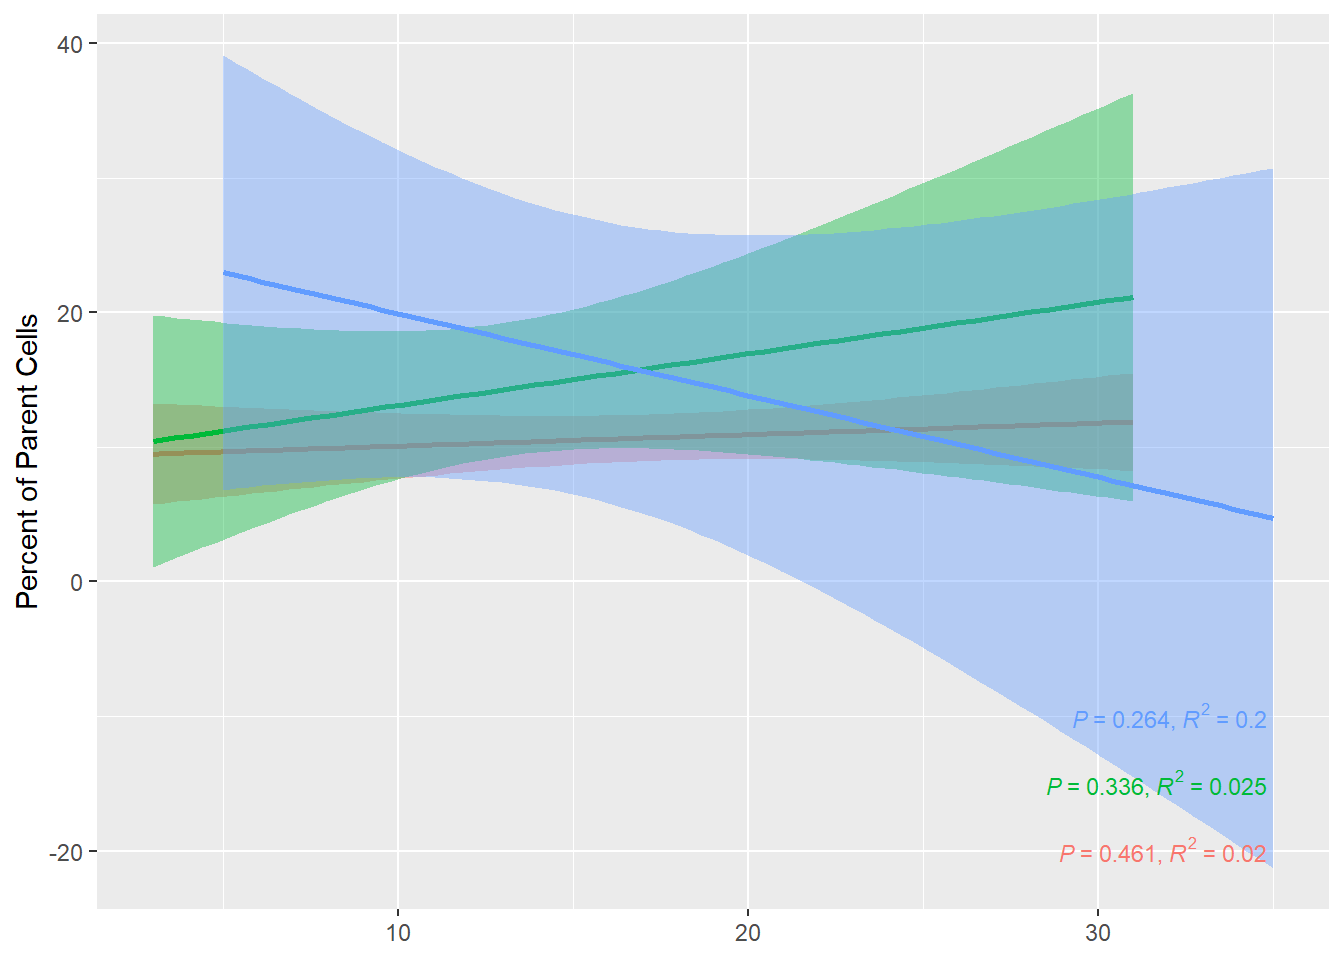 40
20
0
-20
Percent of Parent Cells
P = 0.264, R² = 0.2
P = 0.336, R² = 0.025
P = 0.461, R² = 0.02
10 20 30